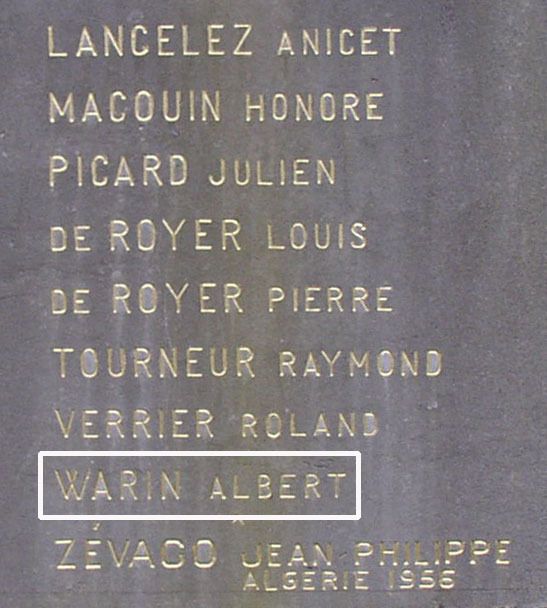 LANCELEZ ANICET
MACOUIN HONORE
PICARD JULIEN
DE ROYER LOUIS
DE ROYER PIERRE
TOURNEUR RAYMOND
VERRIER ROLAND
WARIN ALBERT
ZÉVACO JEAN-PHILIPPE
ALGÉRIE 1956